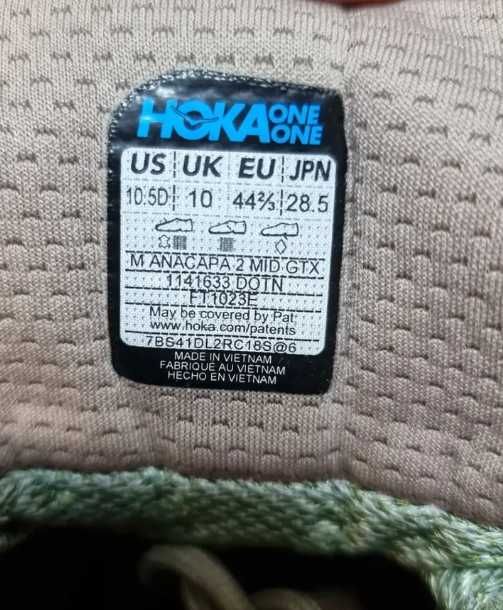 HOKA ONE ONE
US UK EU JPN
10.5D 10 44⅔ 28.5
M ANACAPA 2 MID GTX
1141633 DOTN
FT1023E
May be covered by Pat:
www.hoka.com/patents
7BS41DL2RC18S@6
MADE IN VIETNAM
FABRIQUE AU VIETNAM
HECHO EN VIETNAM